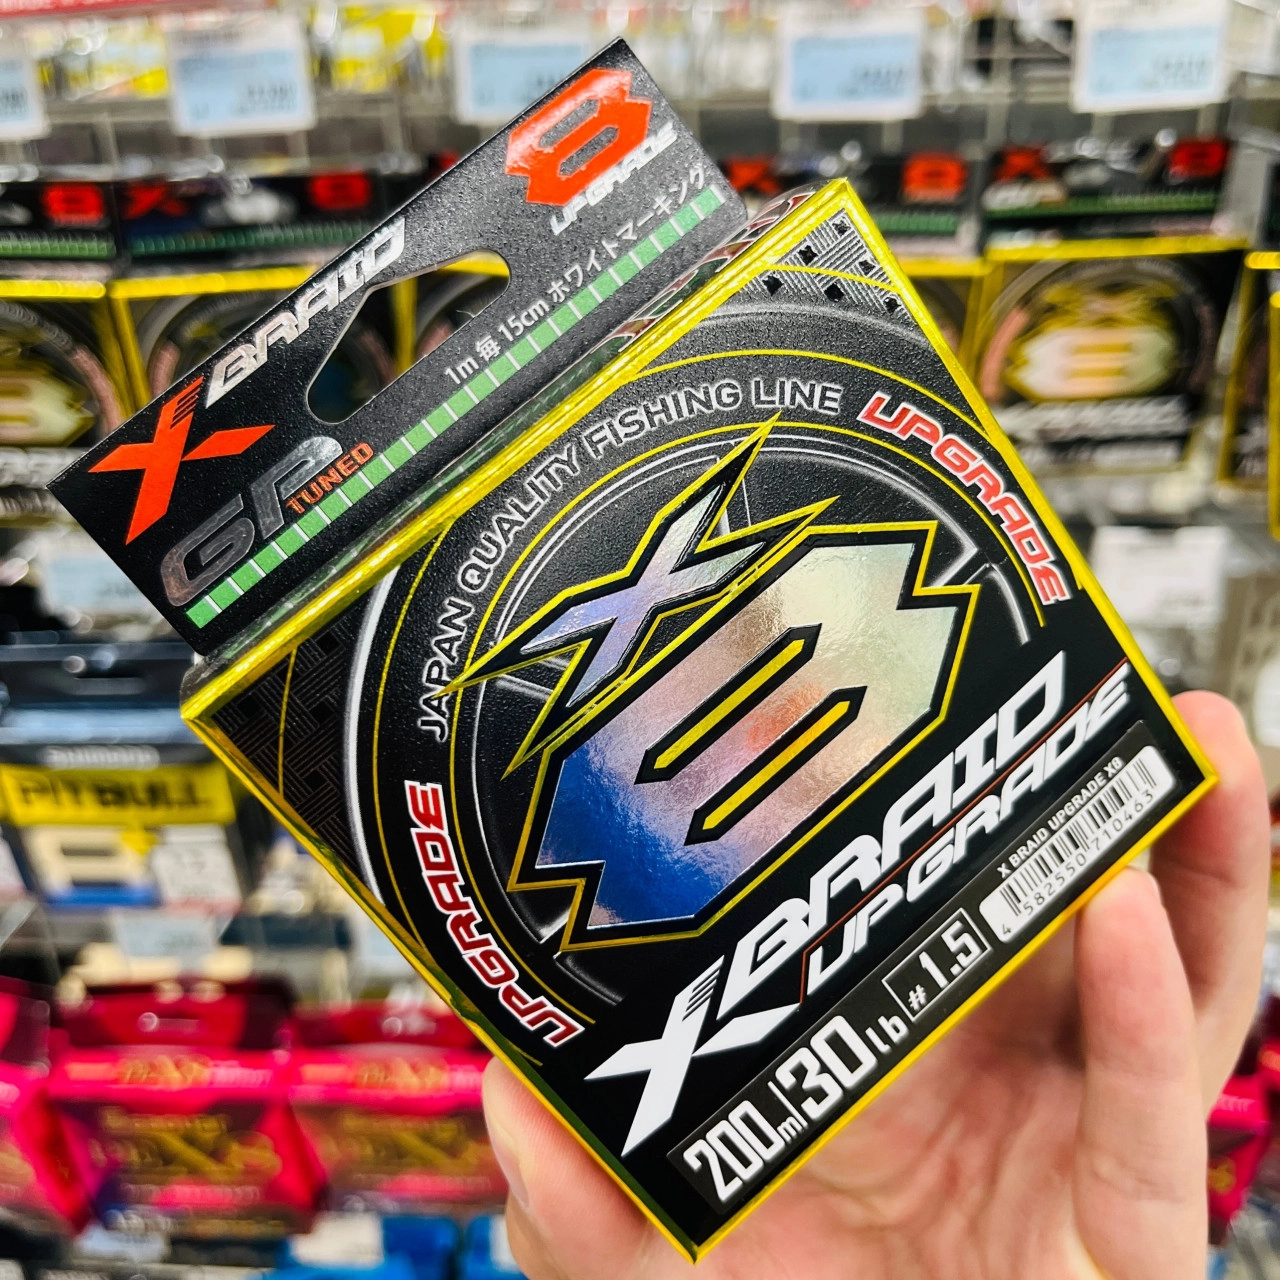 8
UPGRADE
X BRAID
GP TUNED
1m 毎 15cm ホワイトマーキング
JAPAN QUALITY FISHING LINE
UPGRADE
X8
UPGRADE
X BRAID
UPGRADE
200m/30lb #1.5
X BRAID UPGRADE X8
4 582550 710463
SHIMANO
PITBULL